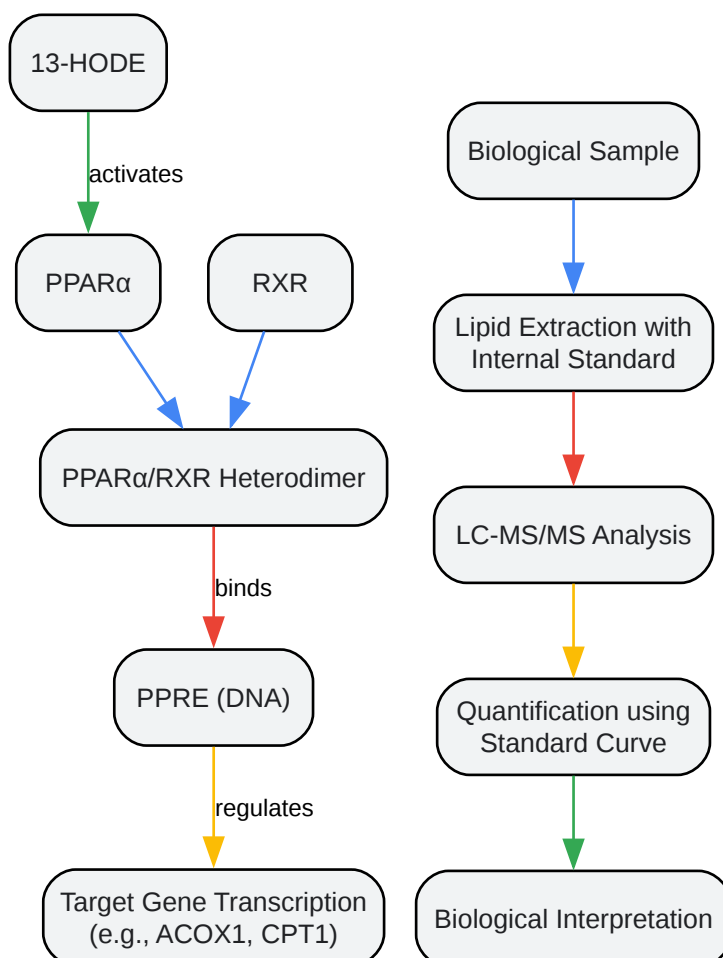 13-HODE
activates
PPARα
RXR
PPARα/RXR Heterodimer
binds
PPRE (DNA)
regulates
Target Gene Transcription
(e.g., ACOX1, CPT1)
Biological Sample
Lipid Extraction with
Internal Standard
LC-MS/MS Analysis
Quantification using
Standard Curve
Biological Interpretation